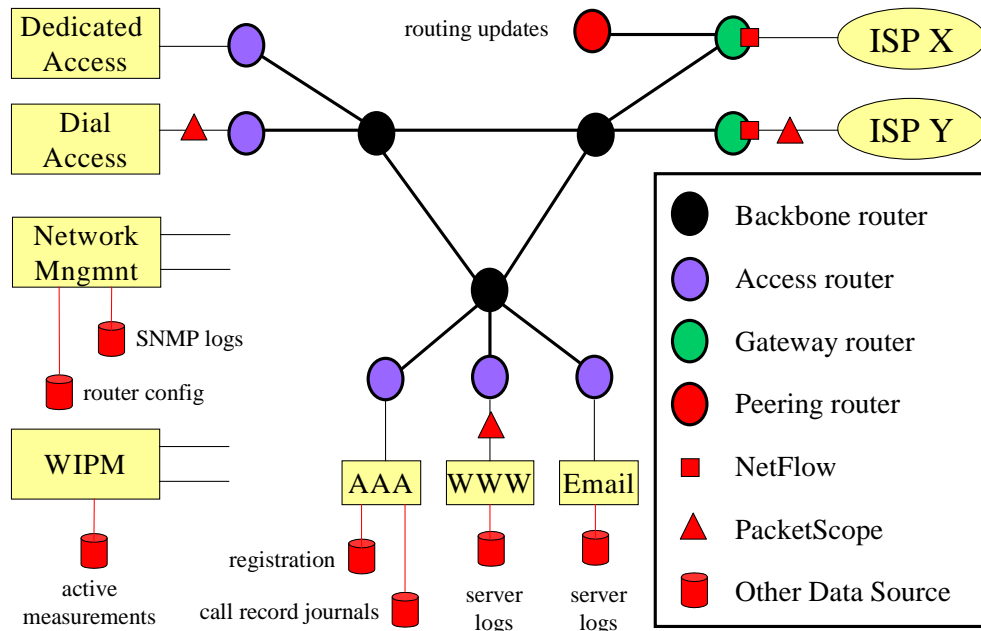 Dedicated
Access
routing updates
ISP X
Dial
Access
ISP Y
Network
Mngmnt
SNMP logs
router config
WIPM
active
measurements
AAA
WWW
Email
registration
call record journals
server
logs
server
logs
Backbone router
Access router
Gateway router
Peering router
NetFlow
PacketScope
Other Data Source